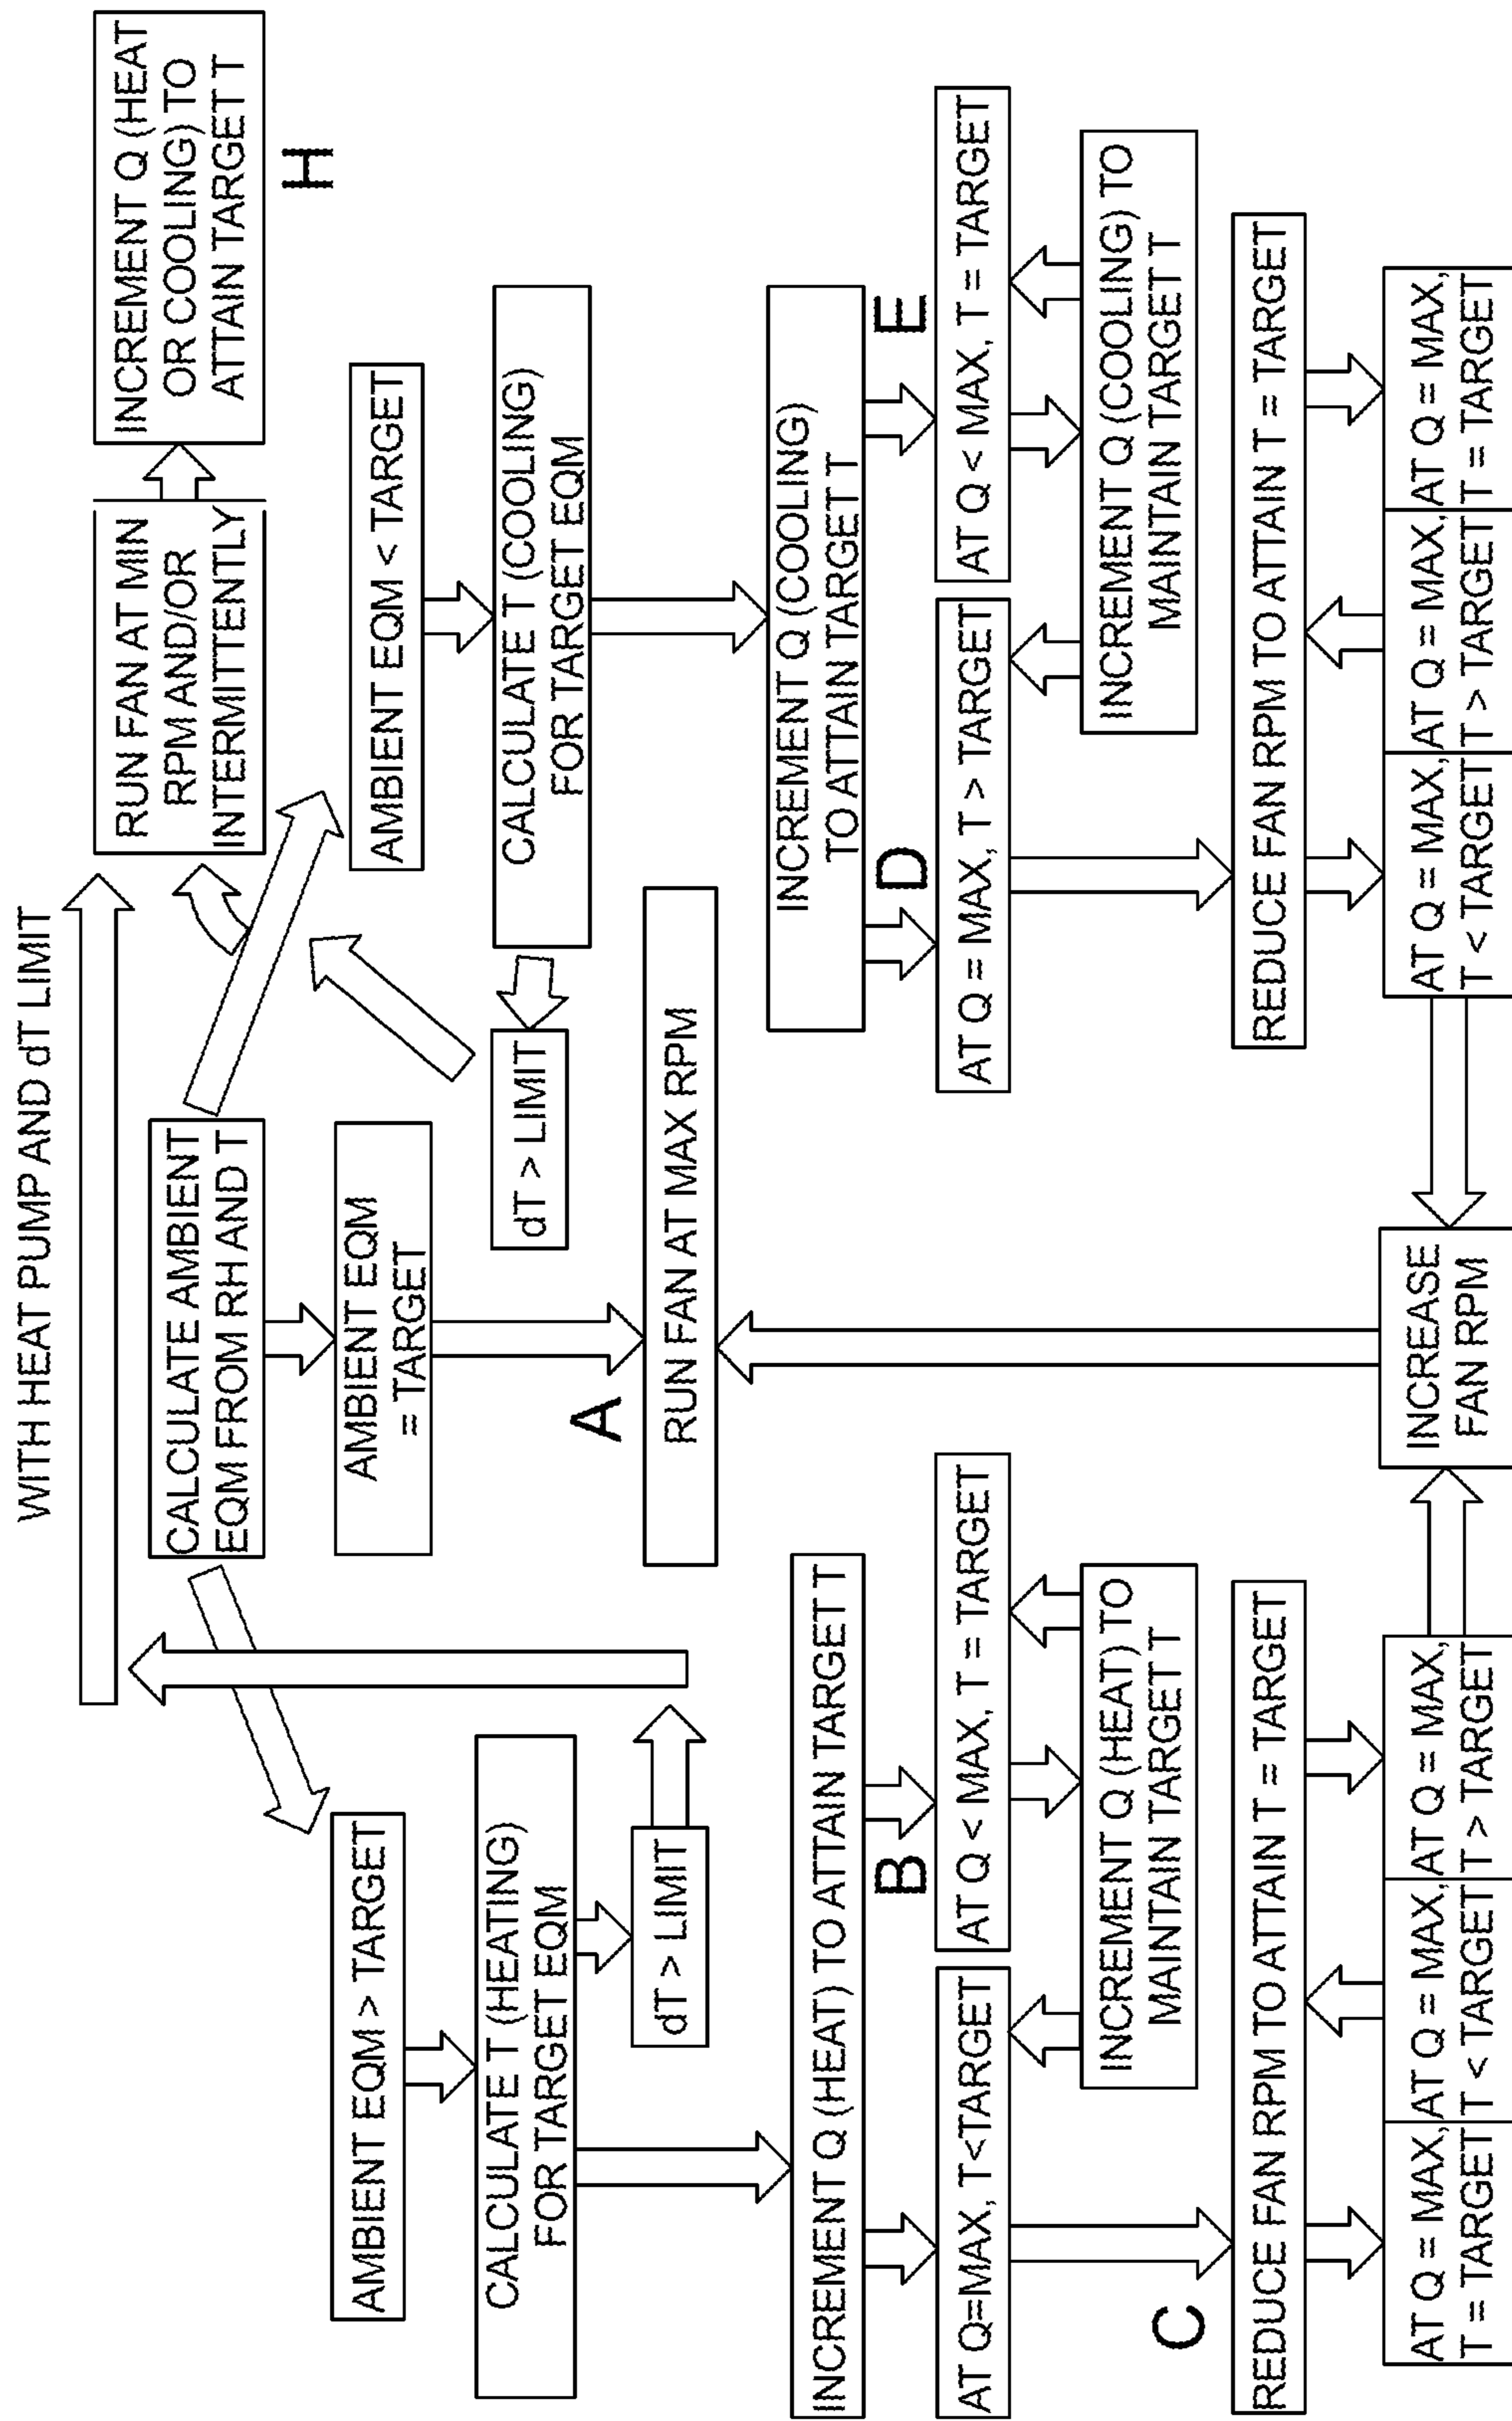 WITH HEAT PUMP AND dT LIMIT
CALCULATE AMBIENT
EQM FROM RH AND T
RUN FAN AT MIN
RPM AND/OR
INTERMITTENTLY
INCREMENT Q (HEAT
OR COOLING) TO
ATTAIN TARGET T
H
AMBIENT EQM > TARGET
AMBIENT EQM
= TARGET
AMBIENT EQM < TARGET
CALCULATE T (HEATING)
FOR TARGET EQM
dT > LIMIT
CALCULATE T (COOLING)
FOR TARGET EQM
dT > LIMIT
A
RUN FAN AT MAX RPM
INCREMENT Q (HEAT) TO ATTAIN TARGET T
INCREMENT Q (COOLING)
TO ATTAIN TARGET T
B
D
E
AT Q=MAX, T<TARGET
AT Q < MAX, T = TARGET
AT Q = MAX, T > TARGET
AT Q < MAX, T = TARGET
INCREMENT Q (HEAT) TO
MAINTAIN TARGET T
INCREMENT Q (COOLING) TO
MAINTAIN TARGET T
C
REDUCE FAN RPM TO ATTAIN T = TARGET
REDUCE FAN RPM TO ATTAIN T = TARGET
AT Q = MAX,
T = TARGET
AT Q = MAX,
T < TARGET
AT Q = MAX,
T > TARGET
INCREASE
FAN RPM
AT Q = MAX,
T < TARGET
AT Q = MAX,
T > TARGET
AT Q = MAX,
T = TARGET